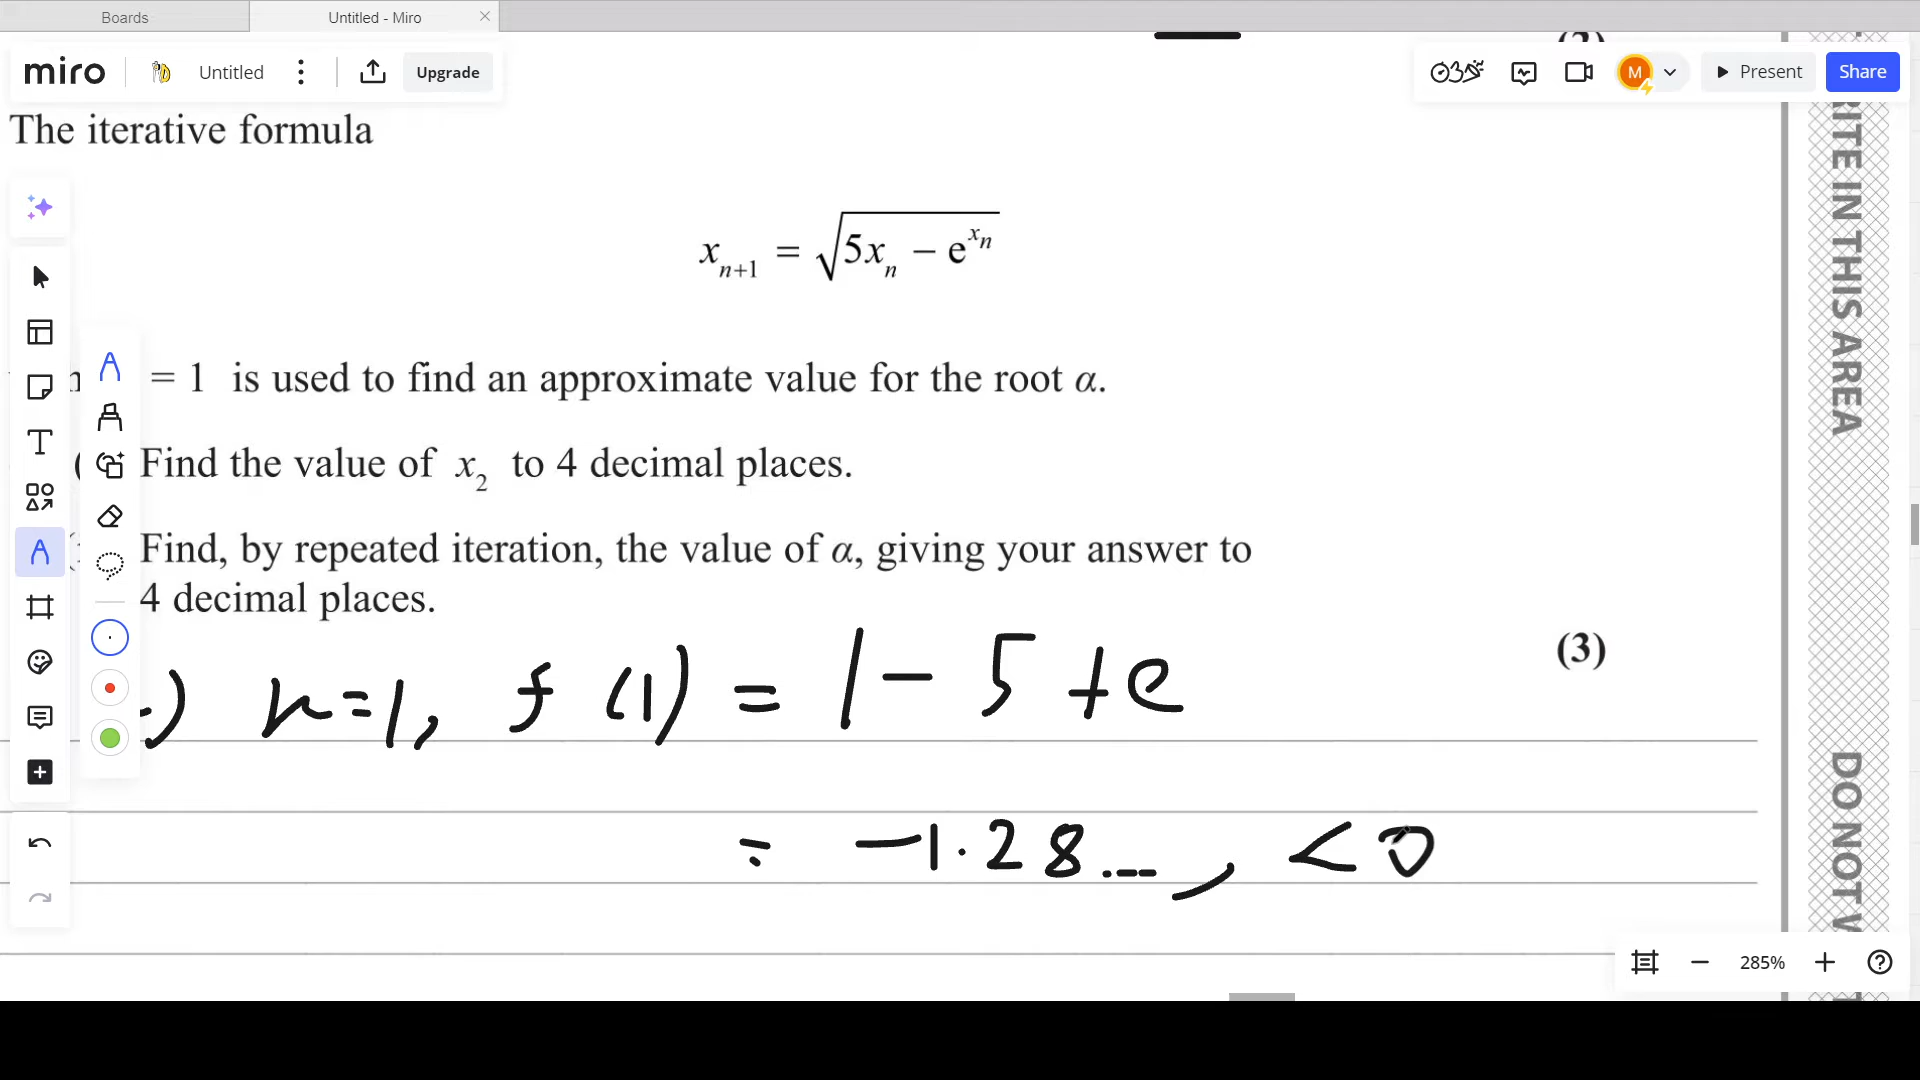 Boards Untitled - Miro
miro Untitled Upgrade Present Share
M
The iterative formula
x_{n+1} = √(5x_n − e^{x_n})
= 1 is used to find an approximate value for the root α.
Find the value of x_2 to 4 decimal places.
Find, by repeated iteration, the value of α, giving your answer to
4 decimal places.
(3)
) x=1, f(1) = 1 - 5 + e
= -1.28..., < 0
RITE IN THIS AREA
DO NOT
285%